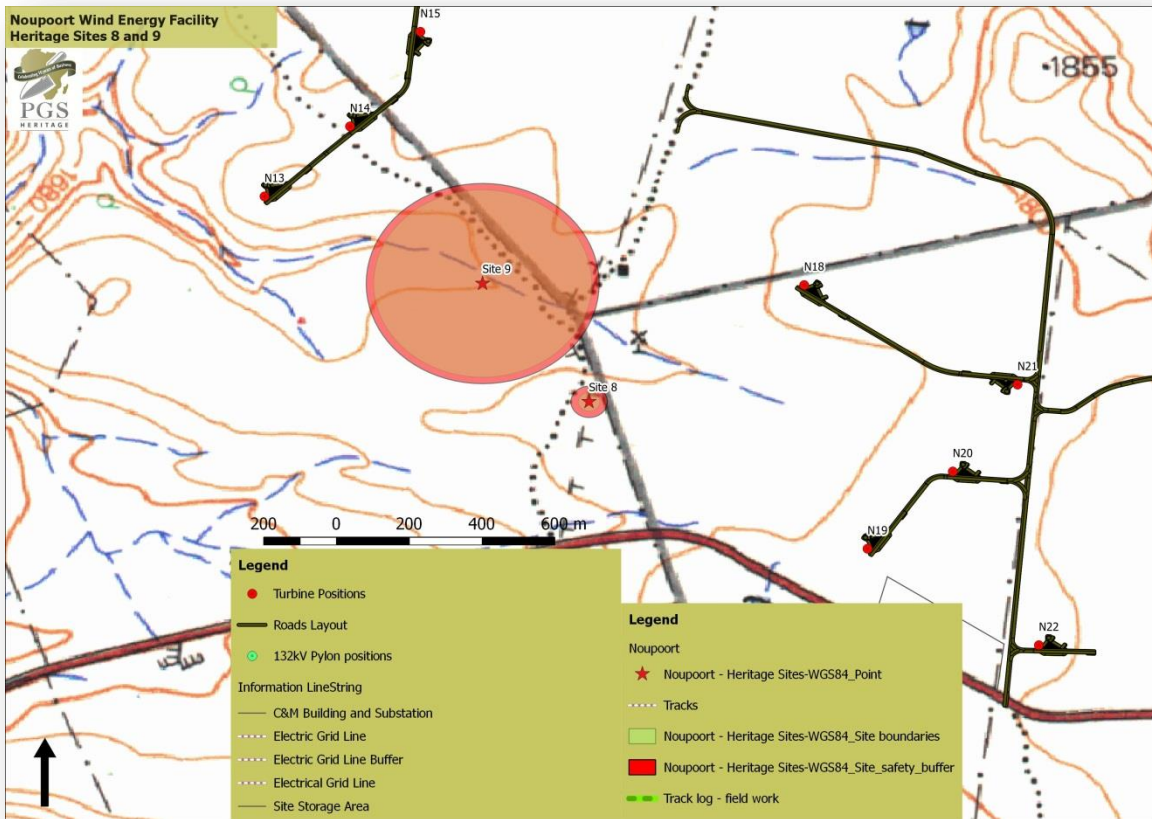 Noupoort Wind Energy Facility
Heritage Sites 8 and 9
PGS
HERITAGE
N15
N14
N13
1855
1680
Site 9
N18
N21
Site 8
N20
N19
N22
200 0 200 400 600 m
Legend
Turbine Positions
Roads Layout
132kV Pylon positions
Information LineString
C&M Building and Substation
Electric Grid Line
Electric Grid Line Buffer
Electrical Grid Line
Site Storage Area
Legend
Noupoort
Noupoort - Heritage Sites-WGS84_Point
Tracks
Noupoort - Heritage Sites-WGS84_Site boundaries
Noupoort - Heritage Sites-WGS84_Site_safety_buffer
Track log - field work